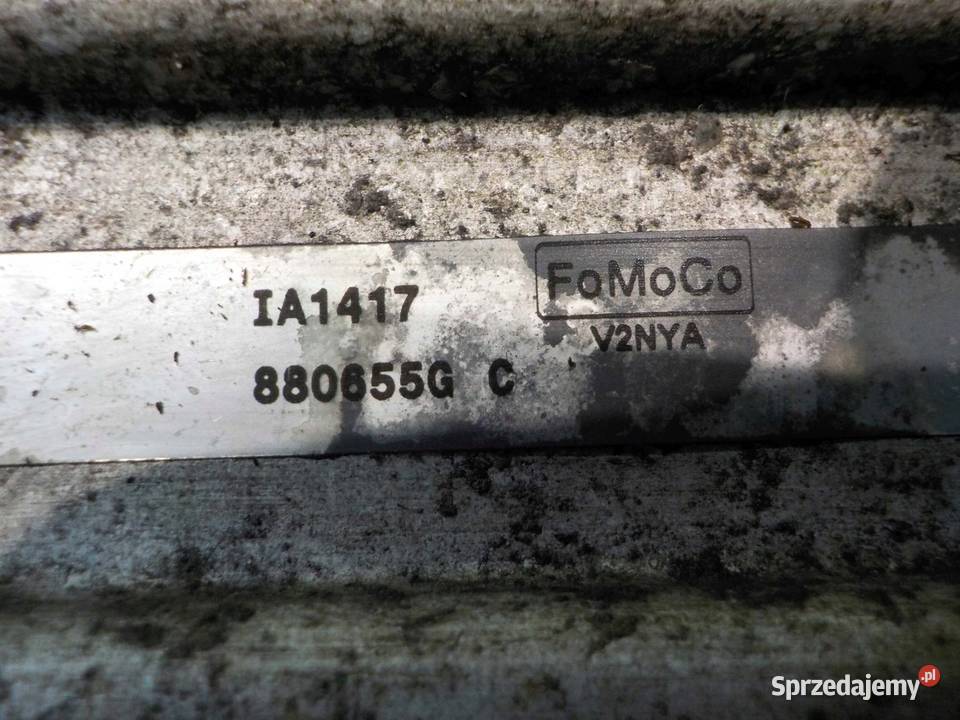 IA1417
880655G C
FoMoCo
V2NYA
Sprzedajemy.pl